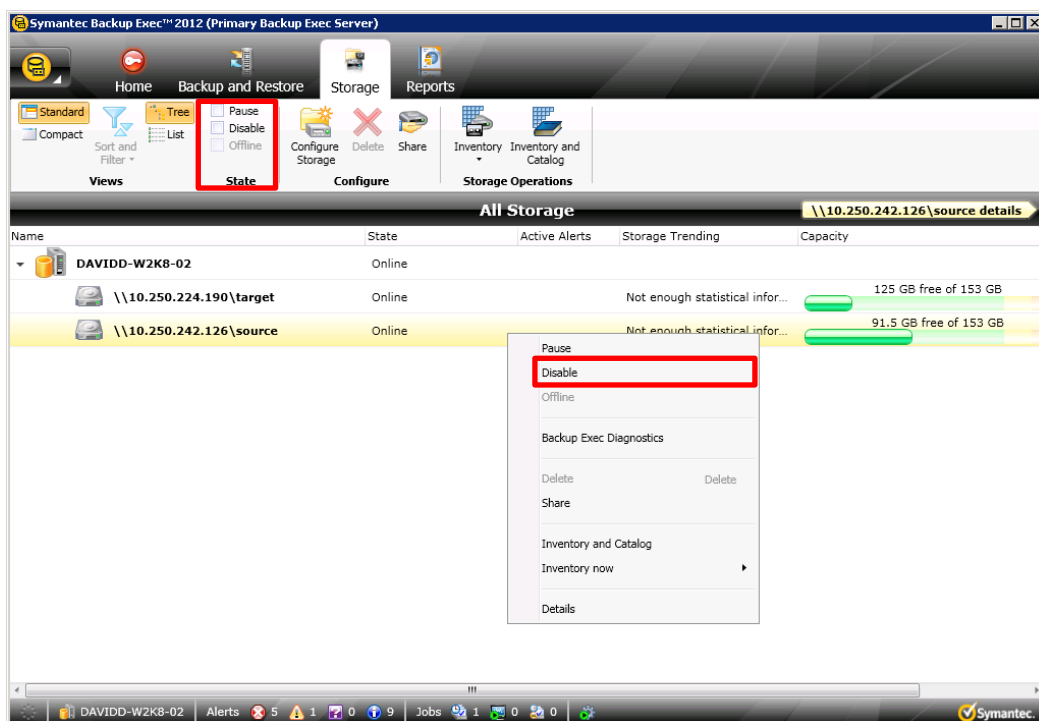 Symantec Backup Exec™ 2012 (Primary Backup Exec Server)
Home Backup and Restore Storage Reports
Standard Tree Pause
Compact List Disable
Sort and Filter Offline
Configure Storage Delete Share Inventory Inventory and Catalog
Views State Configure Storage Operations
All Storage \\10.250.242.126\source details
Name State Active Alerts Storage Trending Capacity
DAVIDD-W2K8-02 Online
\\10.250.224.190\target Online Not enough statistical infor... 125 GB free of 153 GB
\\10.250.242.126\source Online Not enough statistical infor... 91.5 GB free of 153 GB
Pause
Disable
Offline
Backup Exec Diagnostics
Delete Delete
Share
Inventory and Catalog
Inventory now
Details
DAVIDD-W2K8-02 Alerts 5 1 0 9 Jobs 1 0 0 Symantec.